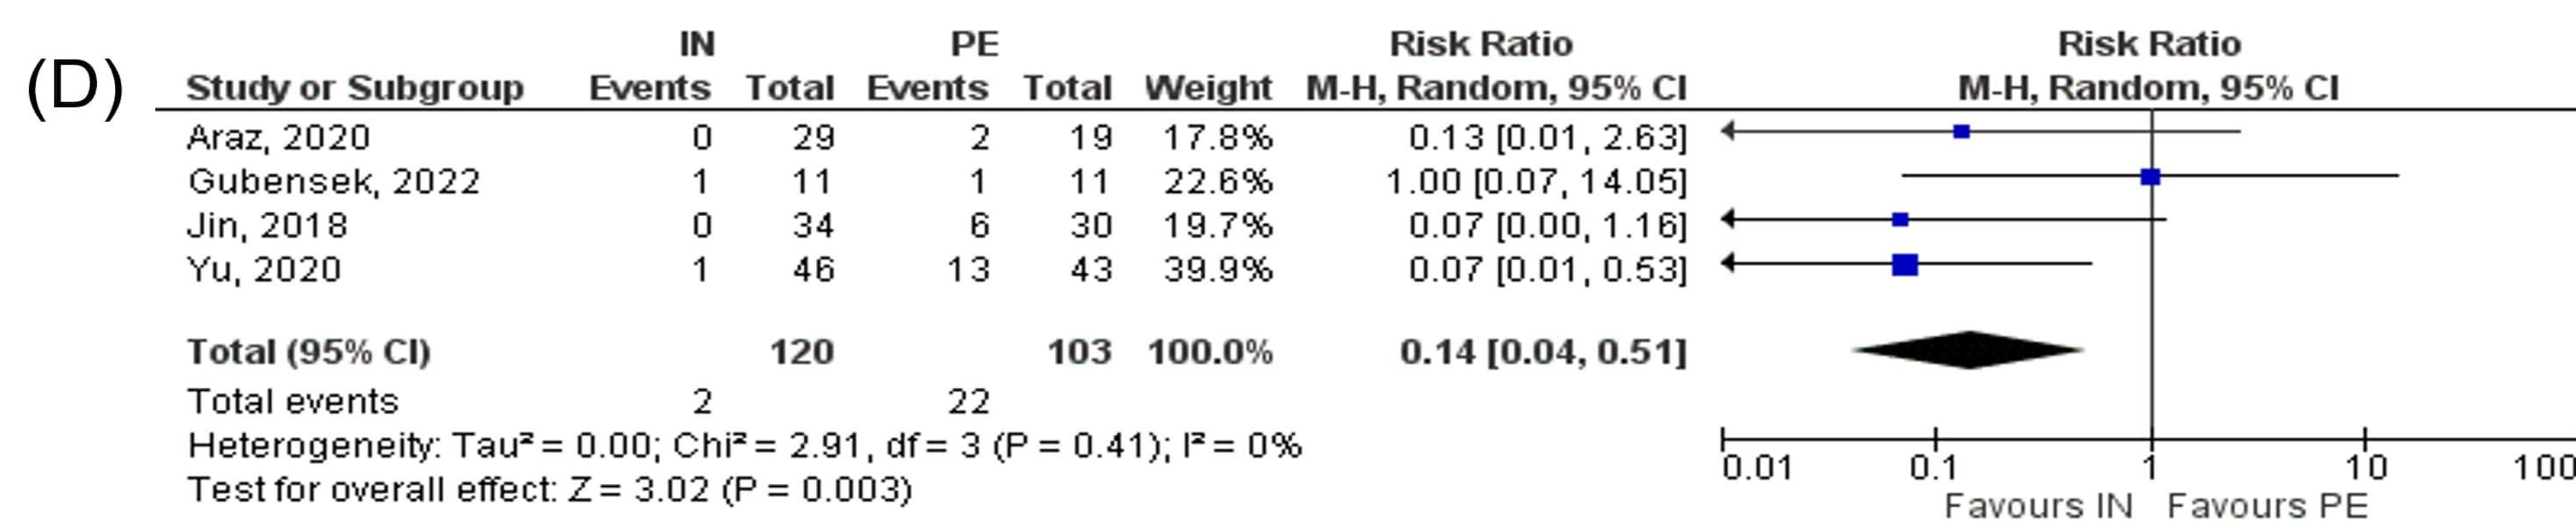 (D)
IN PE Risk Ratio Risk Ratio
Study or Subgroup Events Total Events Total Weight M-H, Random, 95% CI M-H, Random, 95% CI
Araz, 2020 0 29 2 19 17.8% 0.13 [0.01, 2.63]
Gubensek, 2022 1 11 1 11 22.6% 1.00 [0.07, 14.05]
Jin, 2018 0 34 6 30 19.7% 0.07 [0.00, 1.16]
Yu, 2020 1 46 13 43 39.9% 0.07 [0.01, 0.53]
Total (95% CI) 120 103 100.0% 0.14 [0.04, 0.51]
Total events 2 22
Heterogeneity: Tau² = 0.00; Chi² = 2.91, df = 3 (P = 0.41); I² = 0%
Test for overall effect: Z = 3.02 (P = 0.003)
0.01 0.1 1 10 100
Favours IN Favours PE